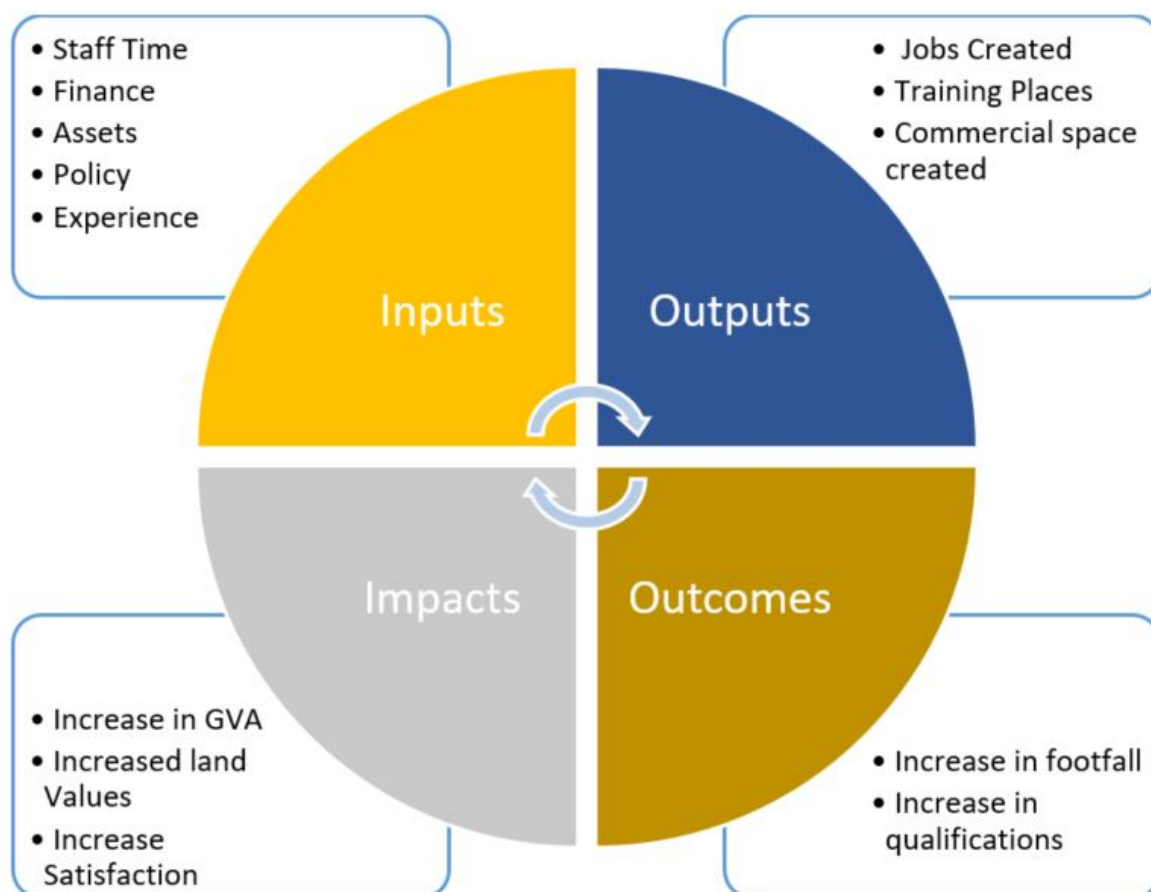 • Staff Time
• Finance
• Assets
• Policy
• Experience
• Jobs Created
• Training Places
• Commercial space
created
Inputs
Outputs
Impacts
Outcomes
• Increase in GVA
• Increased land
Values
• Increase
Satisfaction
• Increase in footfall
• Increase in
qualifications